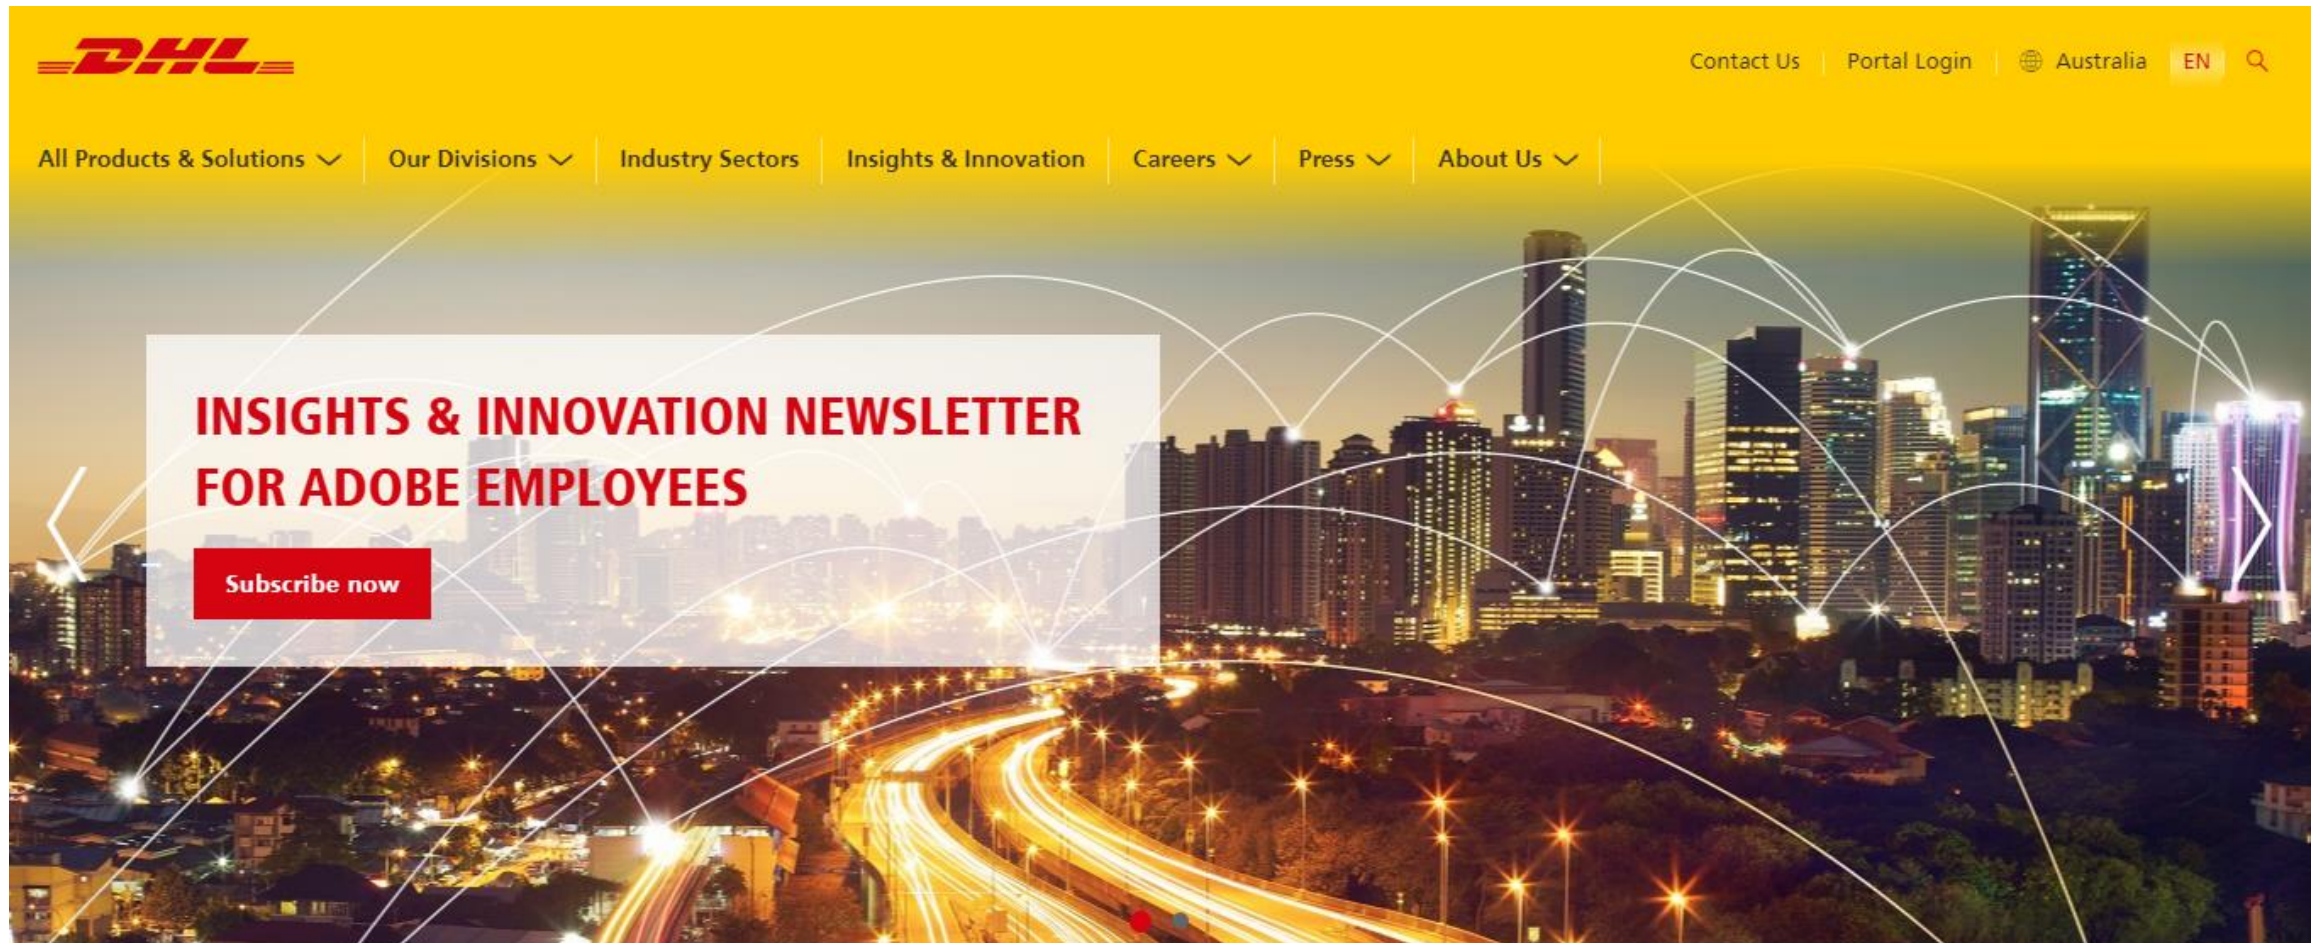 DHL
Contact Us
Portal Login
Australia
EN
All Products & Solutions
Our Divisions
Industry Sectors
Insights & Innovation
Careers
Press
About Us
INSIGHTS & INNOVATION NEWSLETTER
FOR ADOBE EMPLOYEES
Subscribe now